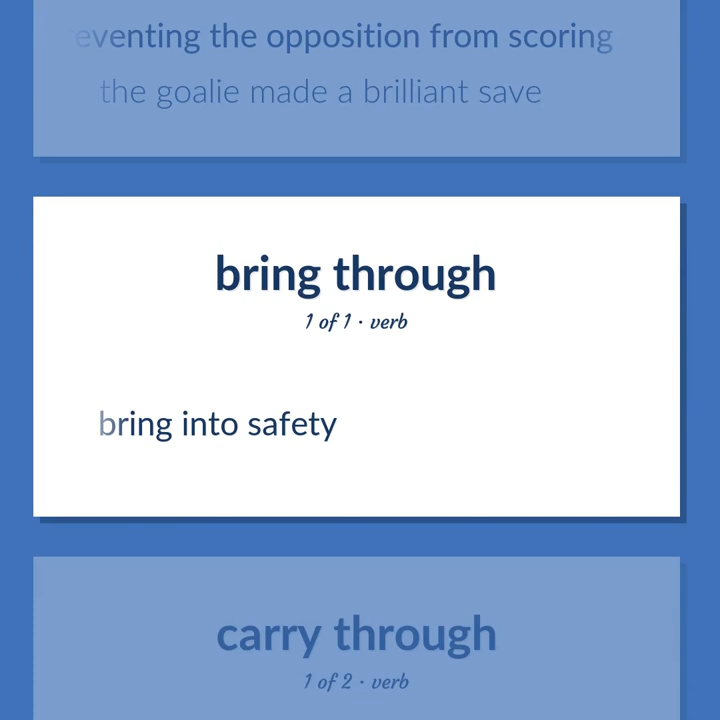 eventing the opposition from scoring
the goalie made a brilliant save
bring through
1 of 1 · verb
bring into safety
carry through
1 of 2 · verb